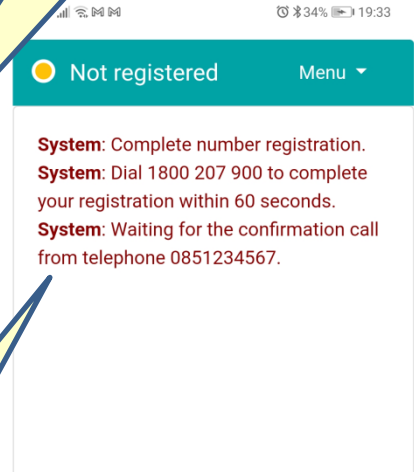 34% 19:33
Not registered Menu
System: Complete number registration.
System: Dial 1800 207 900 to complete
your registration within 60 seconds.
System: Waiting for the confirmation call
from telephone 0851234567.